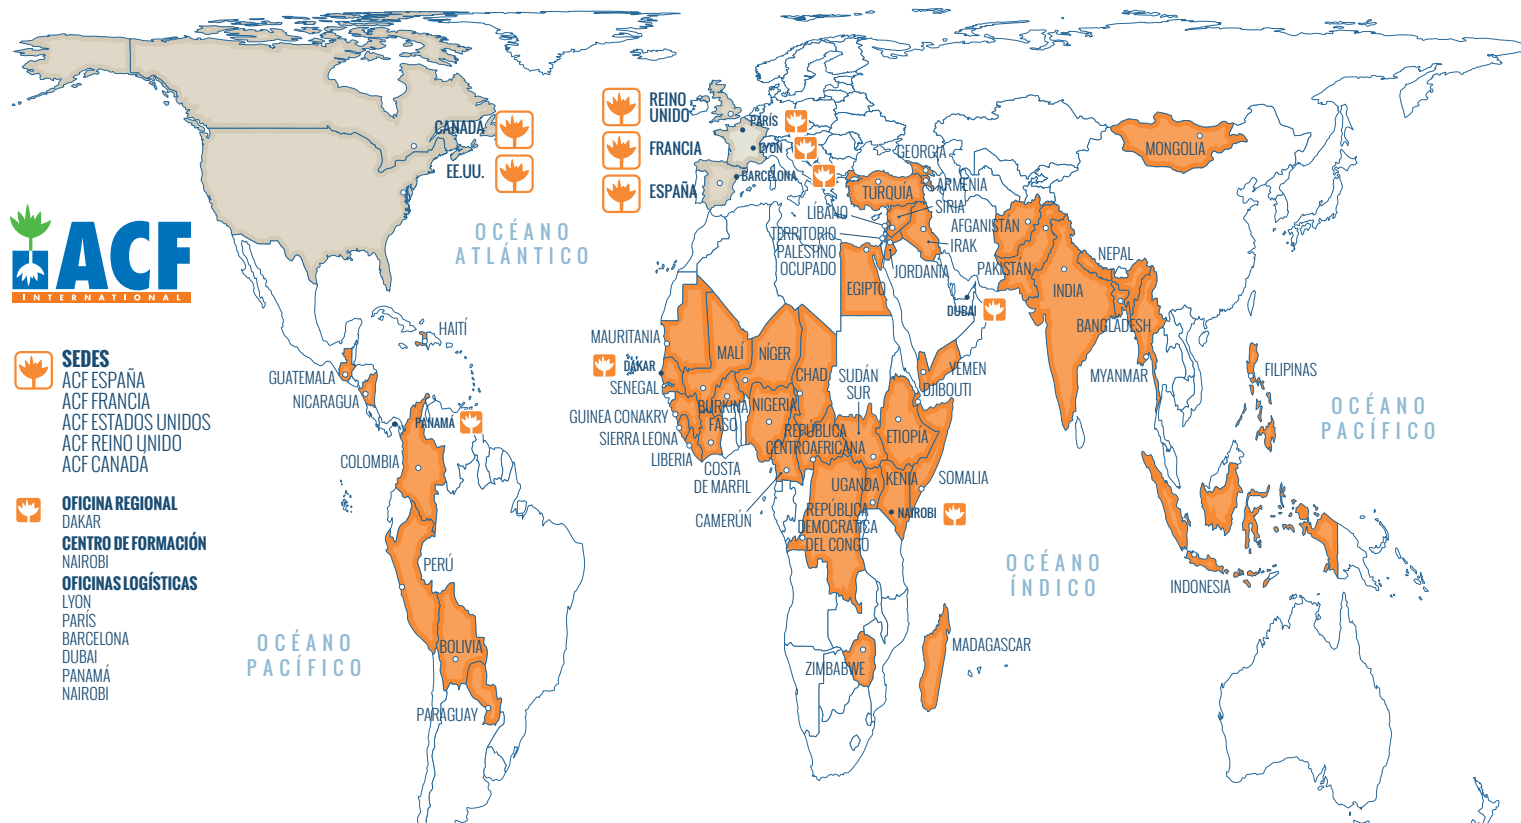 CANADÁ
EE.UU.
REINO
UNIDO
FRANCIA
ESPAÑA
PARÍS
LYON
BARCELONA
OCÉANO
ATLÁNTICO
ACF
INTERNATIONAL
SEDES
ACF ESPAÑA
ACF FRANCIA
ACF ESTADOS UNIDOS
ACF REINO UNIDO
ACF CANADÁ
OFICINA REGIONAL
DAKAR
CENTRO DE FORMACIÓN
NAIROBI
OFICINAS LOGÍSTICAS
LYON
PARÍS
BARCELONA
DUBAI
PANAMÁ
NAIROBI
HAITÍ
GUATEMALA
NICARAGUA
PANAMÁ
COLOMBIA
PERÚ
BOLIVIA
PARAGUAY
OCÉANO
PACÍFICO
GEORGIA
ARMENIA
TURQUÍA
SIRIA
LÍBANO
TERRITORIO
PALESTINO
OCUPADO
IRAK
JORDANIA
EGIPTO
AFGANISTÁN
PAKISTÁN
NEPAL
INDIA
BANGLADESH
MYANMAR
MONGOLIA
DUBAI
YEMEN
DJIBOUTI
MAURITANIA
DAKAR
SENEGAL
GUINEA CONAKRY
SIERRA LEONA
LIBERIA
COSTA
DE MARFIL
MALÍ
NÍGER
CHAD
BURKINA
FASO
NIGERIA
CAMERÚN
SUDÁN
SUR
REPÚBLICA
CENTROAFRICANA
ETIOPÍA
UGANDA
KENIA
SOMALIA
NAIROBI
REPÚBLICA
DEMOCRÁTICA
DEL CONGO
ZIMBABWE
MADAGASCAR
OCÉANO
ÍNDICO
FILIPINAS
INDONESIA
OCÉANO
PACÍFICO